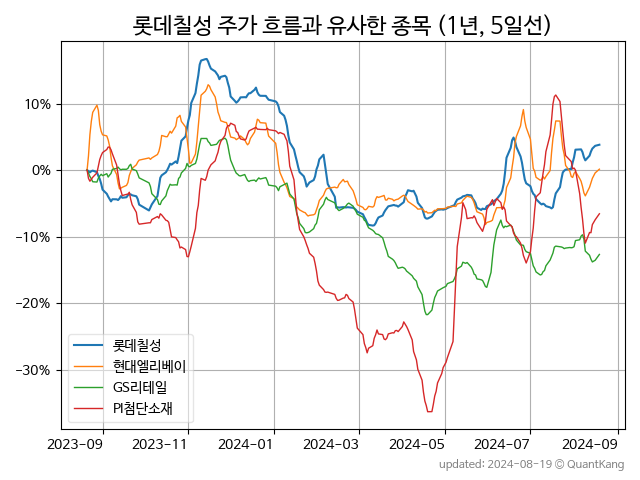 롯데칠성 주가 흐름과 유사한 종목 (1년, 5일선)
10%
0%
−10%
−20%
−30%
롯데칠성
현대엘리베이
GS리테일
PI첨단소재
2023-09
2023-11
2024-01
2024-03
2024-05
2024-07
2024-09
updated: 2024-08-19 © QuantKang